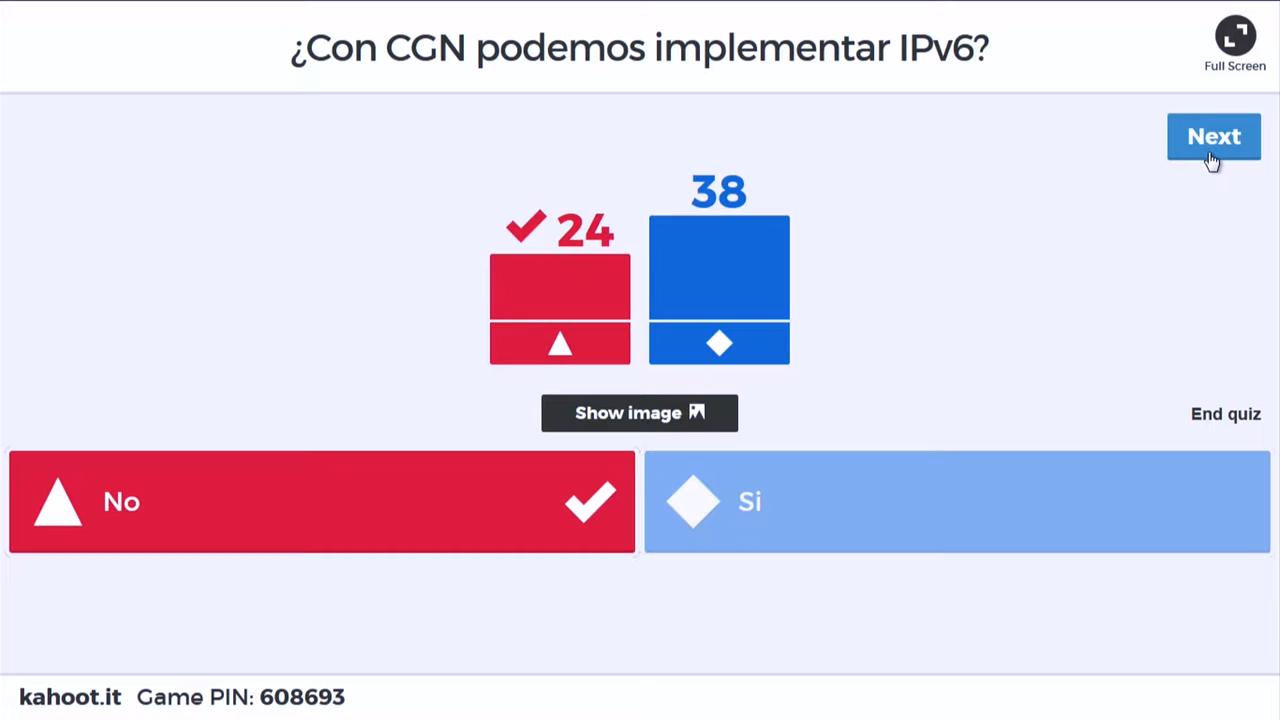 ¿Con CGN podemos implementar IPv6?
Full Screen
Next
38
24
Show image
End quiz
No
Si
kahoot.it Game PIN: 608693